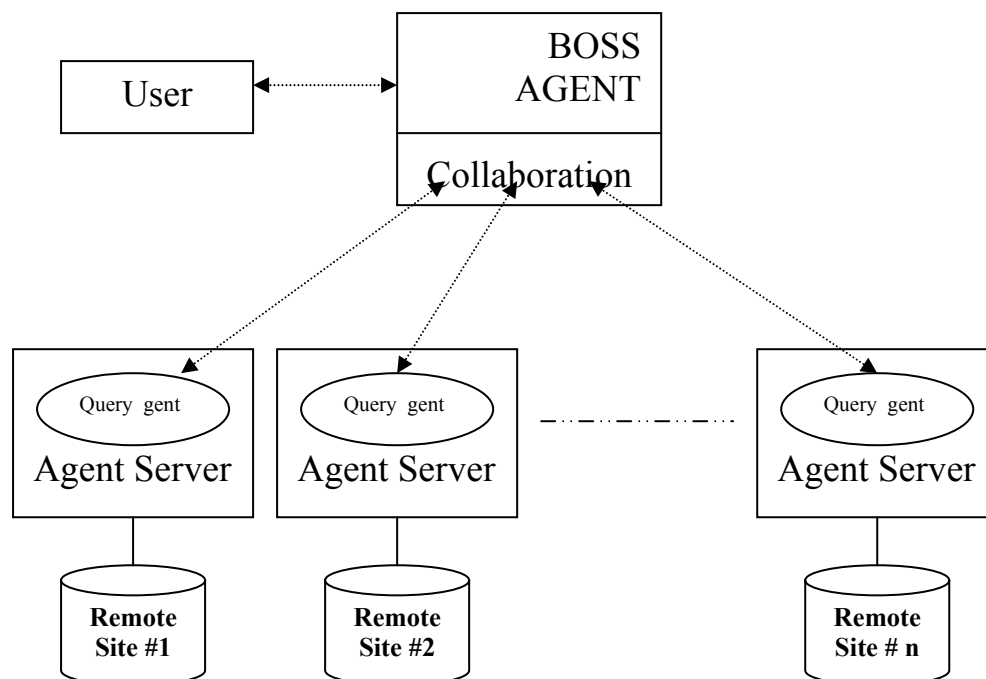 BOSS
AGENT
User
Collaboration
Query gent
Agent Server
Query gent
Agent Server
Query gent
Agent Server
Remote
Site #1
Remote
Site #2
Remote
Site # n